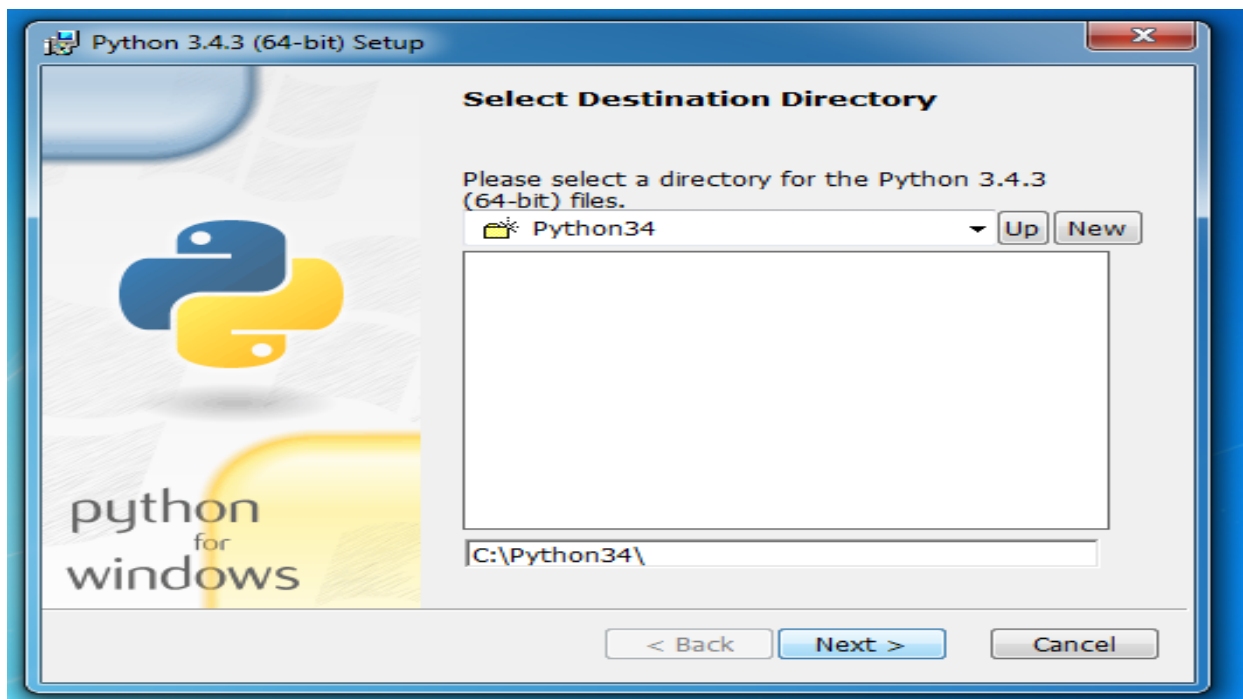 Python 3.4.3 (64-bit) Setup
Select Destination Directory
Please select a directory for the Python 3.4.3
(64-bit) files.
Python34
Up
New
C:\Python34\
python
for
windows
< Back
Next >
Cancel